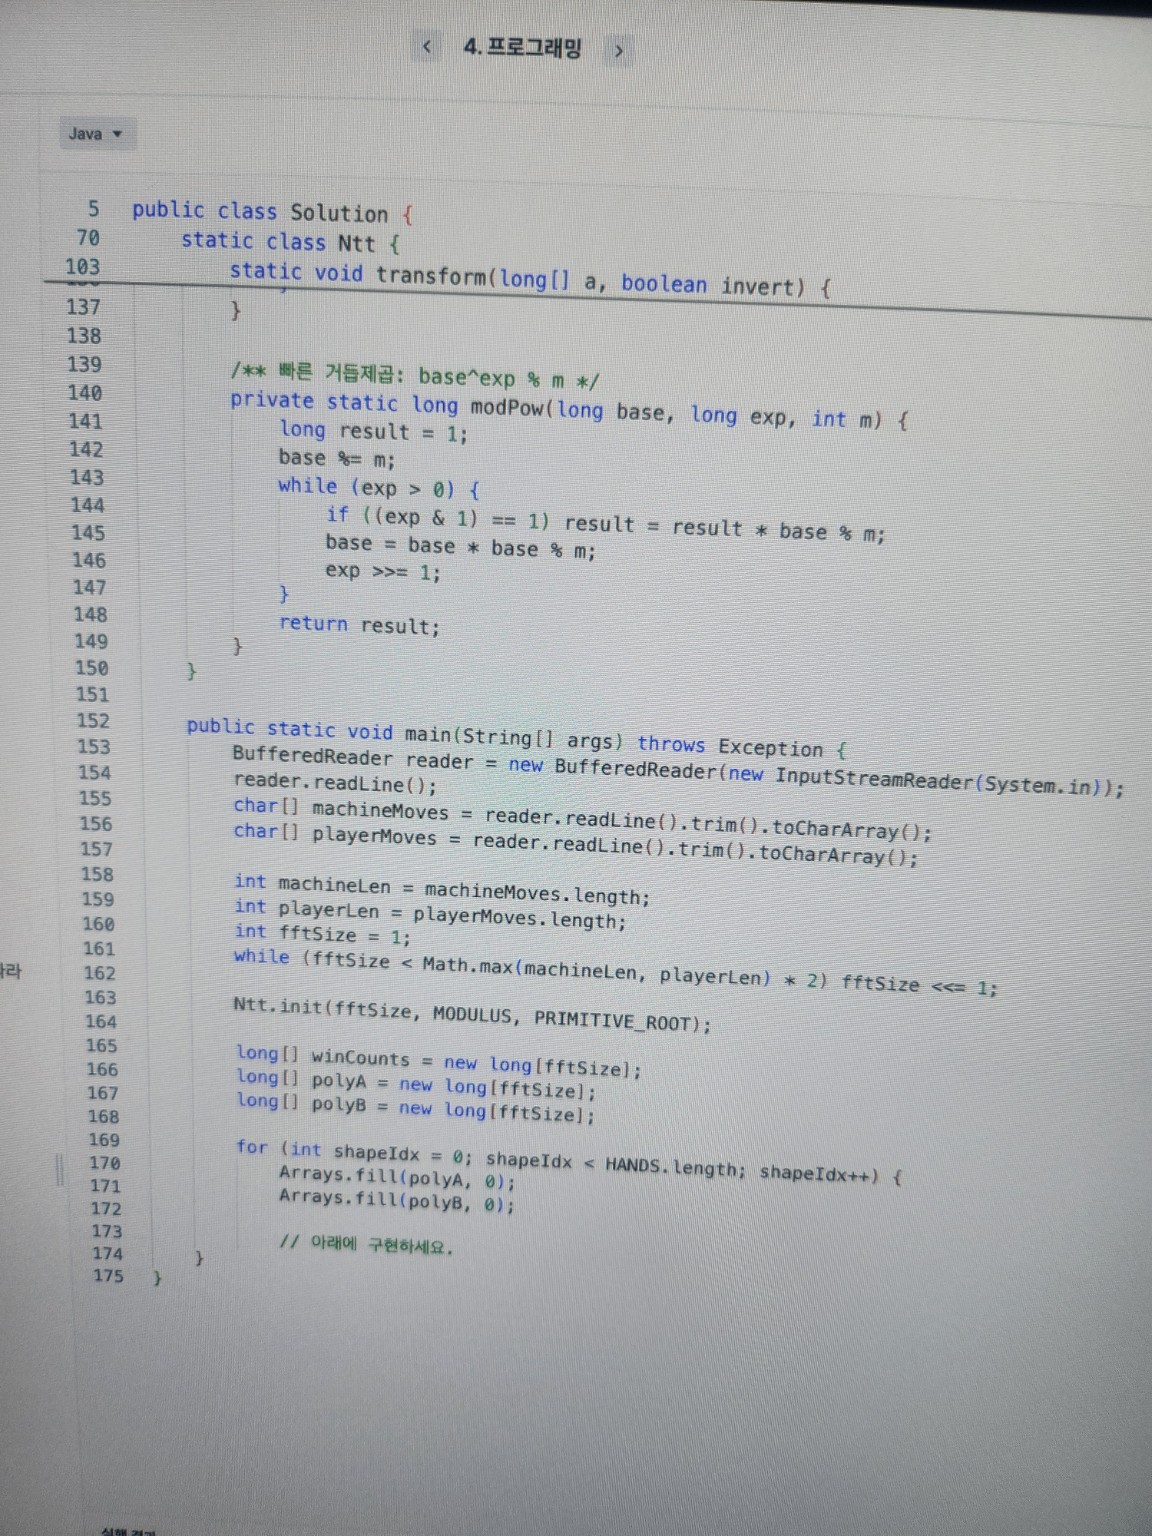 4. 프로그래밍
Java
5 public class Solution {
70 static class Ntt {
103 static void transform(long[] a, boolean invert) {
137 }
138
139 /** 빠른 거듭제곱: base^exp % m */
140 private static long modPow(long base, long exp, int m) {
141 long result = 1;
142 base %= m;
143 while (exp > 0) {
144 if ((exp & 1) == 1) result = result * base % m;
145 base = base * base % m;
146 exp >>= 1;
147 }
148 return result;
149 }
150 }
151
152 public static void main(String[] args) throws Exception {
153 BufferedReader reader = new BufferedReader(new InputStreamReader(System.in));
154 reader.readLine();
155 char[] machineMoves = reader.readLine().trim().toCharArray();
156 char[] playerMoves = reader.readLine().trim().toCharArray();
157
158 int machineLen = machineMoves.length;
159 int playerLen = playerMoves.length;
160 int fftSize = 1;
161 while (fftSize < Math.max(machineLen, playerLen) * 2) fftSize <<= 1;
162
163 Ntt.init(fftSize, MODULUS, PRIMITIVE_ROOT);
164
165 long[] winCounts = new long[fftSize];
166 long[] polyA = new long[fftSize];
167 long[] polyB = new long[fftSize];
168
169 for (int shapeIdx = 0; shapeIdx < HANDS.length; shapeIdx++) {
170 Arrays.fill(polyA, 0);
171 Arrays.fill(polyB, 0);
172
173 // 아래에 구현하세요.
174 }
175 }